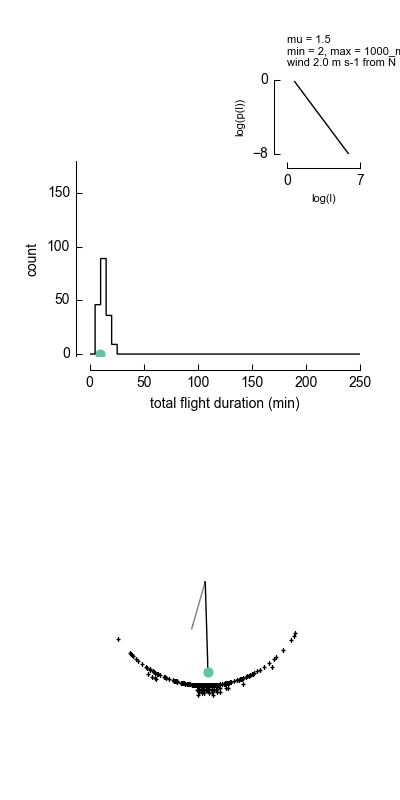 mu = 1.5
min = 2, max = 1000_m
wind 2.0 m s-1 from N
0
log(p(l))
−8
0 7
log(l)
150
100
count
50
0
0 50 100 150 200 250
total flight duration (min)